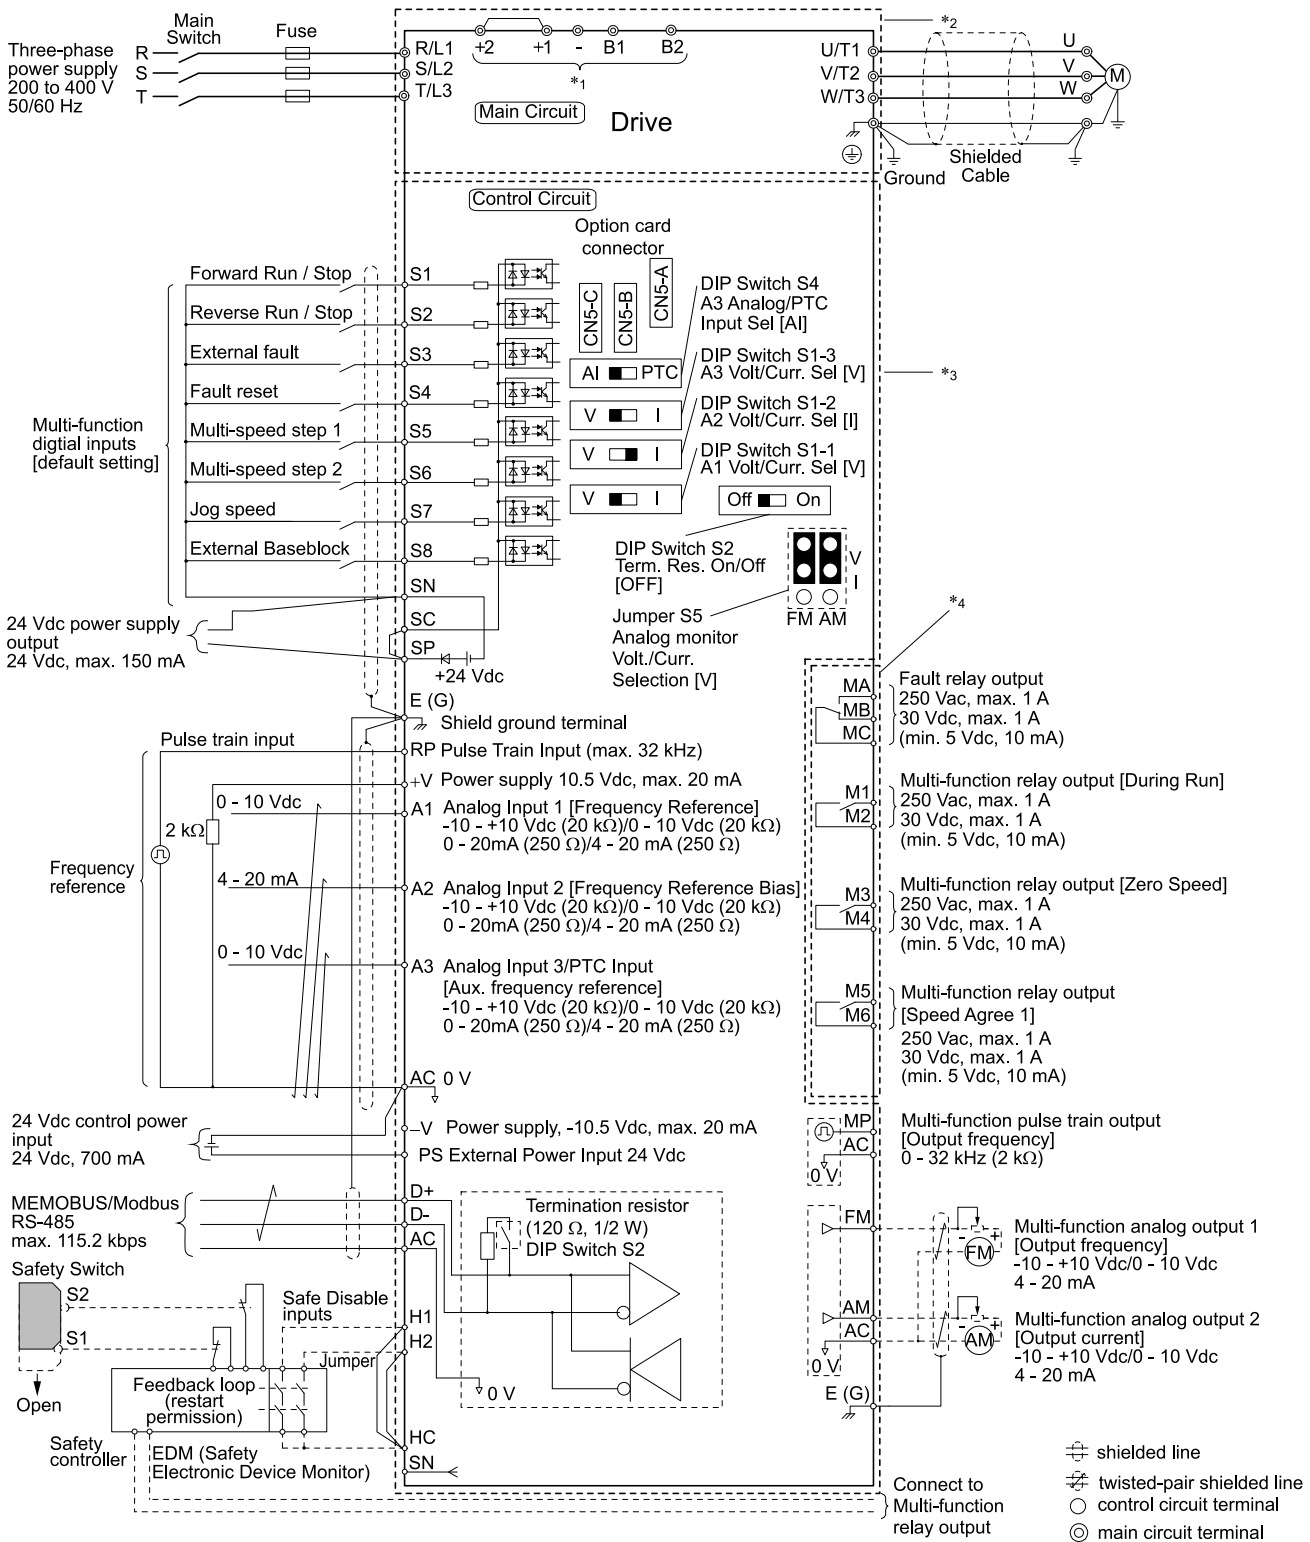 Main
Switch
Fuse
Three-phase
power supply
200 to 400 V
50/60 Hz
R
S
T
R/L1
S/L2
T/L3
+2
+1
-
B1
B2
*1
Main Circuit
Drive
U/T1
V/T2
W/T3
*2
U
V
W
M
Ground
Shielded
Cable
Control Circuit
Option card
connector
CN5-C
CN5-B
CN5-A
Multi-function
digtial inputs
[default setting]
Forward Run / Stop
S1
Reverse Run / Stop
S2
External fault
S3
Fault reset
S4
Multi-speed step 1
S5
Multi-speed step 2
S6
Jog speed
S7
External Baseblock
S8
SN
SC
SP
+24 Vdc
24 Vdc power supply
output
24 Vdc, max. 150 mA
AI
PTC
V
I
V
I
V
I
DIP Switch S4
A3 Analog/PTC
Input Sel [AI]
DIP Switch S1-3
A3 Volt/Curr. Sel [V]
DIP Switch S1-2
A2 Volt/Curr. Sel [I]
DIP Switch S1-1
A1 Volt/Curr. Sel [V]
*3
Off
On
DIP Switch S2
Term. Res. On/Off
[OFF]
V
I
FM AM
Jumper S5
Analog monitor
Volt./Curr.
Selection [V]
*4
E (G)
Shield ground terminal
Pulse train input
RP Pulse Train Input (max. 32 kHz)
+V Power supply 10.5 Vdc, max. 20 mA
0 - 10 Vdc
A1 Analog Input 1 [Frequency Reference]
-10 - +10 Vdc (20 kΩ)/0 - 10 Vdc (20 kΩ)
0 - 20mA (250 Ω)/4 - 20 mA (250 Ω)
2 kΩ
Frequency
reference
4 - 20 mA
A2 Analog Input 2 [Frequency Reference Bias]
-10 - +10 Vdc (20 kΩ)/0 - 10 Vdc (20 kΩ)
0 - 20mA (250 Ω)/4 - 20 mA (250 Ω)
0 - 10 Vdc
A3 Analog Input 3/PTC Input
[Aux. frequency reference]
-10 - +10 Vdc (20 kΩ)/0 - 10 Vdc (20 kΩ)
0 - 20mA (250 Ω)/4 - 20 mA (250 Ω)
AC 0 V
24 Vdc control power
input
24 Vdc, 700 mA
–V Power supply, -10.5 Vdc, max. 20 mA
PS External Power Input 24 Vdc
MA
MB
MC
Fault relay output
250 Vac, max. 1 A
30 Vdc, max. 1 A
(min. 5 Vdc, 10 mA)
M1
M2
Multi-function relay output [During Run]
250 Vac, max. 1 A
30 Vdc, max. 1 A
(min. 5 Vdc, 10 mA)
M3
M4
Multi-function relay output [Zero Speed]
250 Vac, max. 1 A
30 Vdc, max. 1 A
(min. 5 Vdc, 10 mA)
M5
M6
Multi-function relay output
[Speed Agree 1]
250 Vac, max. 1 A
30 Vdc, max. 1 A
(min. 5 Vdc, 10 mA)
MP
AC
0 V
Multi-function pulse train output
[Output frequency]
0 - 32 kHz (2 kΩ)
MEMOBUS/Modbus
RS-485
max. 115.2 kbps
D+
D-
AC
Termination resistor
(120 Ω, 1/2 W)
DIP Switch S2
0 V
FM
- +
FM
Multi-function analog output 1
[Output frequency]
-10 - +10 Vdc/0 - 10 Vdc
4 - 20 mA
AM
AC
0 V
- +
AM
Multi-function analog output 2
[Output current]
-10 - +10 Vdc/0 - 10 Vdc
4 - 20 mA
E (G)
Safety Switch
S2
S1
Open
Safe Disable
inputs
H1
H2
Jumper
Feedback loop
(restart
permission)
Safety
controller
EDM (Safety
Electronic Device Monitor)
HC
SN
Connect to
Multi-function
relay output
shielded line
twisted-pair shielded line
control circuit terminal
main circuit terminal